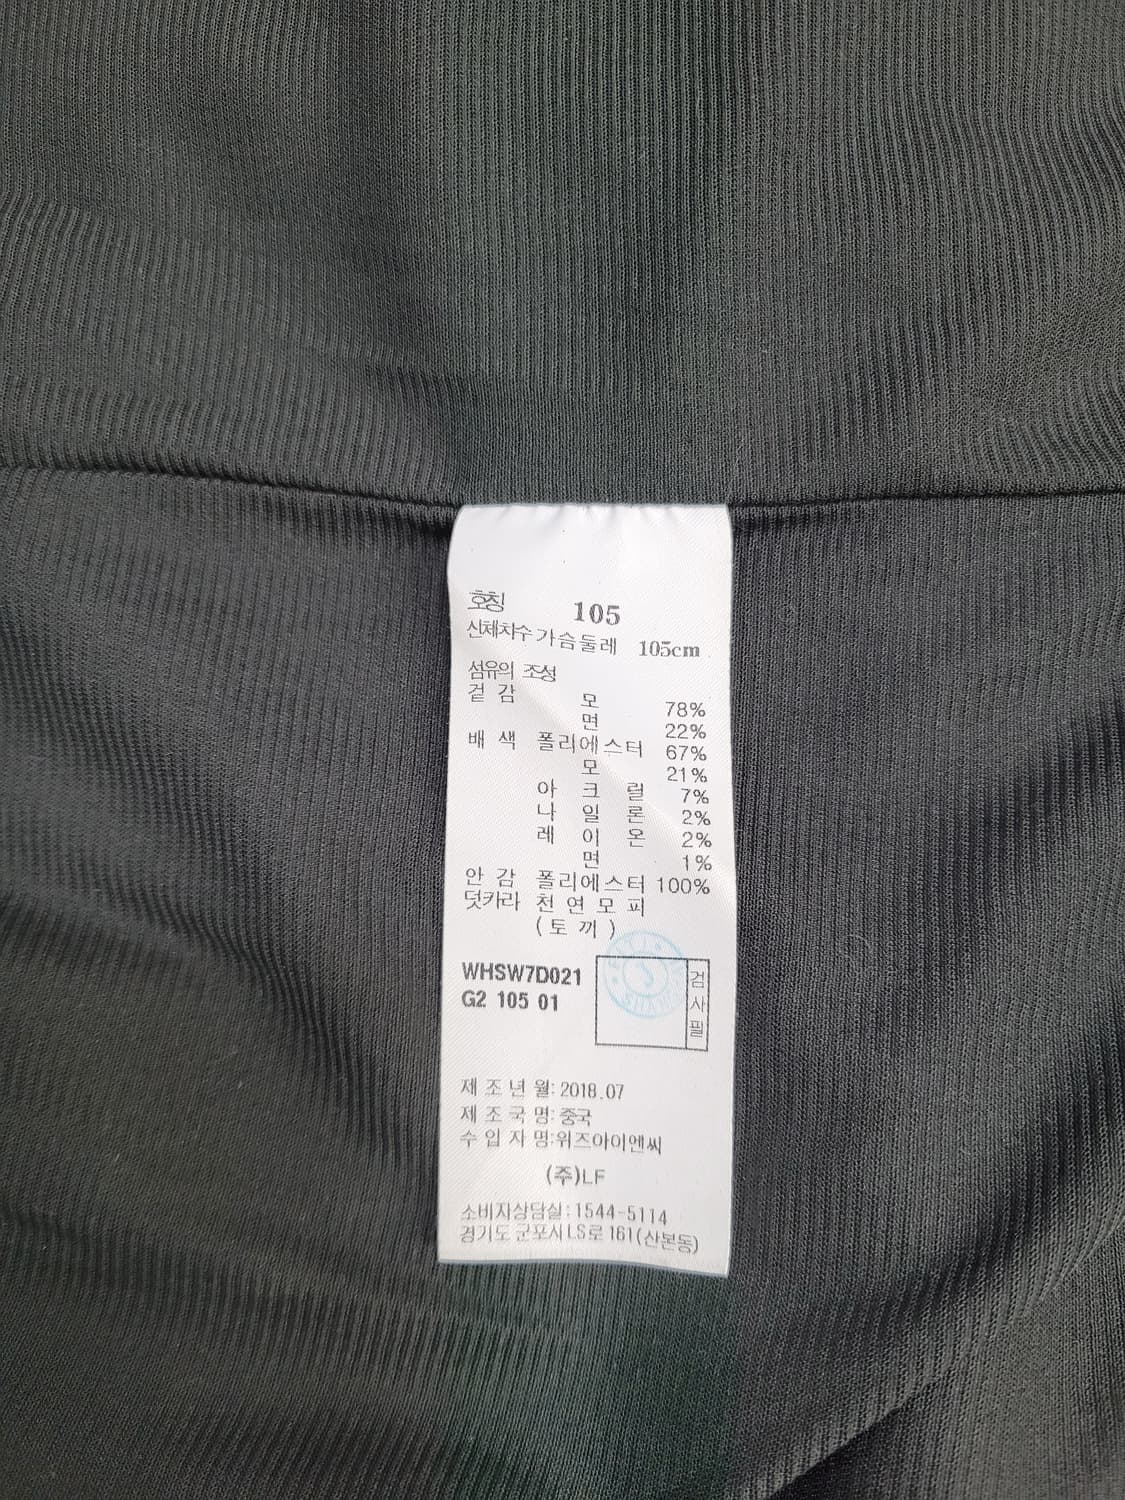 호칭 105
신체치수 가슴둘레 105cm
섬유의 조성
겉감 모 78%
면 22%
배색 폴리에스터 67%
모 21%
아크릴 7%
나일론 2%
레이온 2%
면 1%
안감 폴리에스터 100%
덧카라 천연모피
(토끼)
WHSW7D021
G2 105 01
검사필
제조년월: 2018.07
제조국명: 중국
수입자명:위즈아이엔씨
(주)LF
소비자상담실:1544-5114
경기도 군포시 LS로 161(산본동)